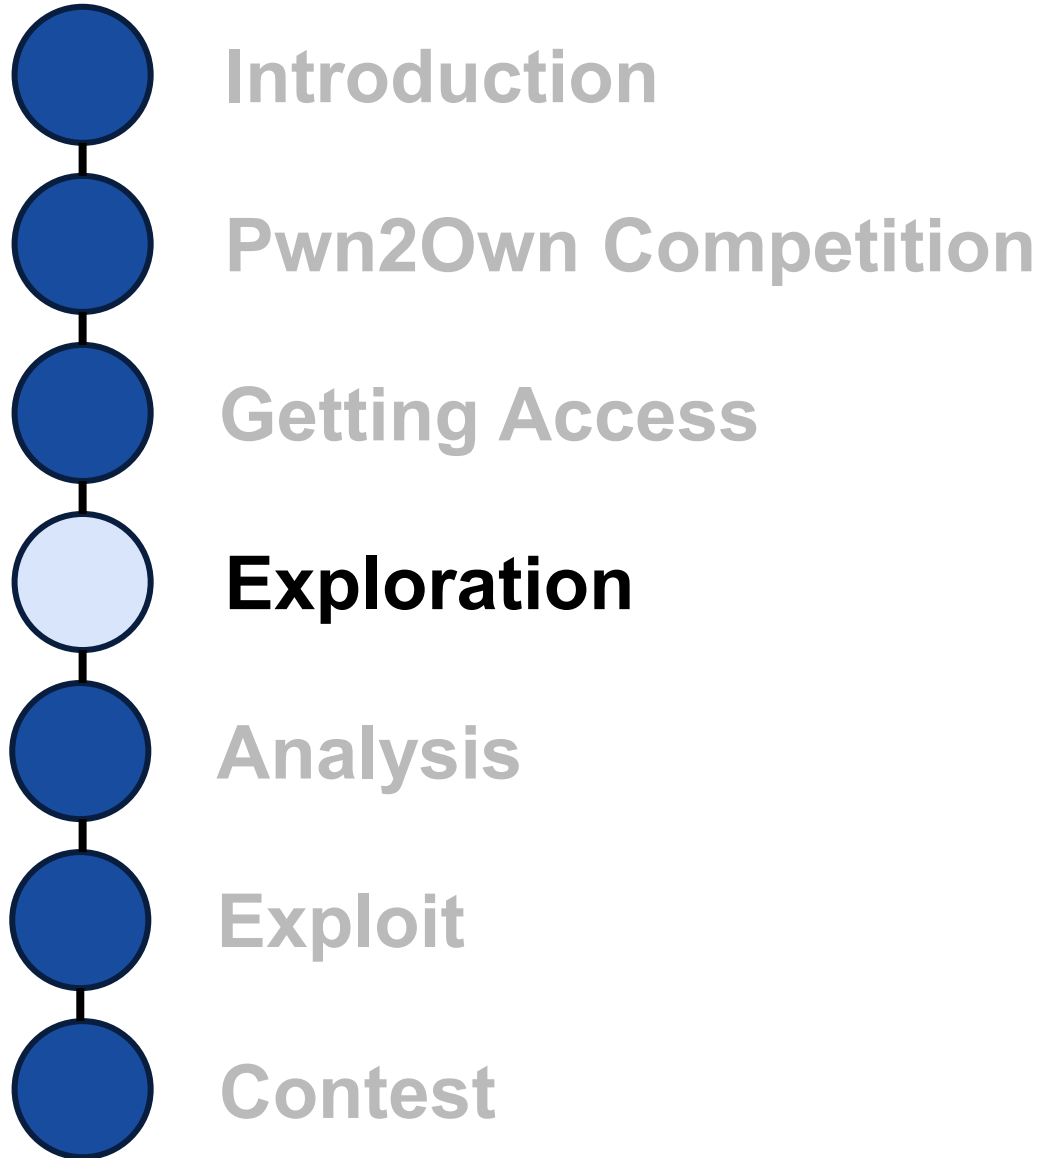 Introduction
Pwn2Own Competition
Getting Access
Exploration
Analysis
Exploit
Contest